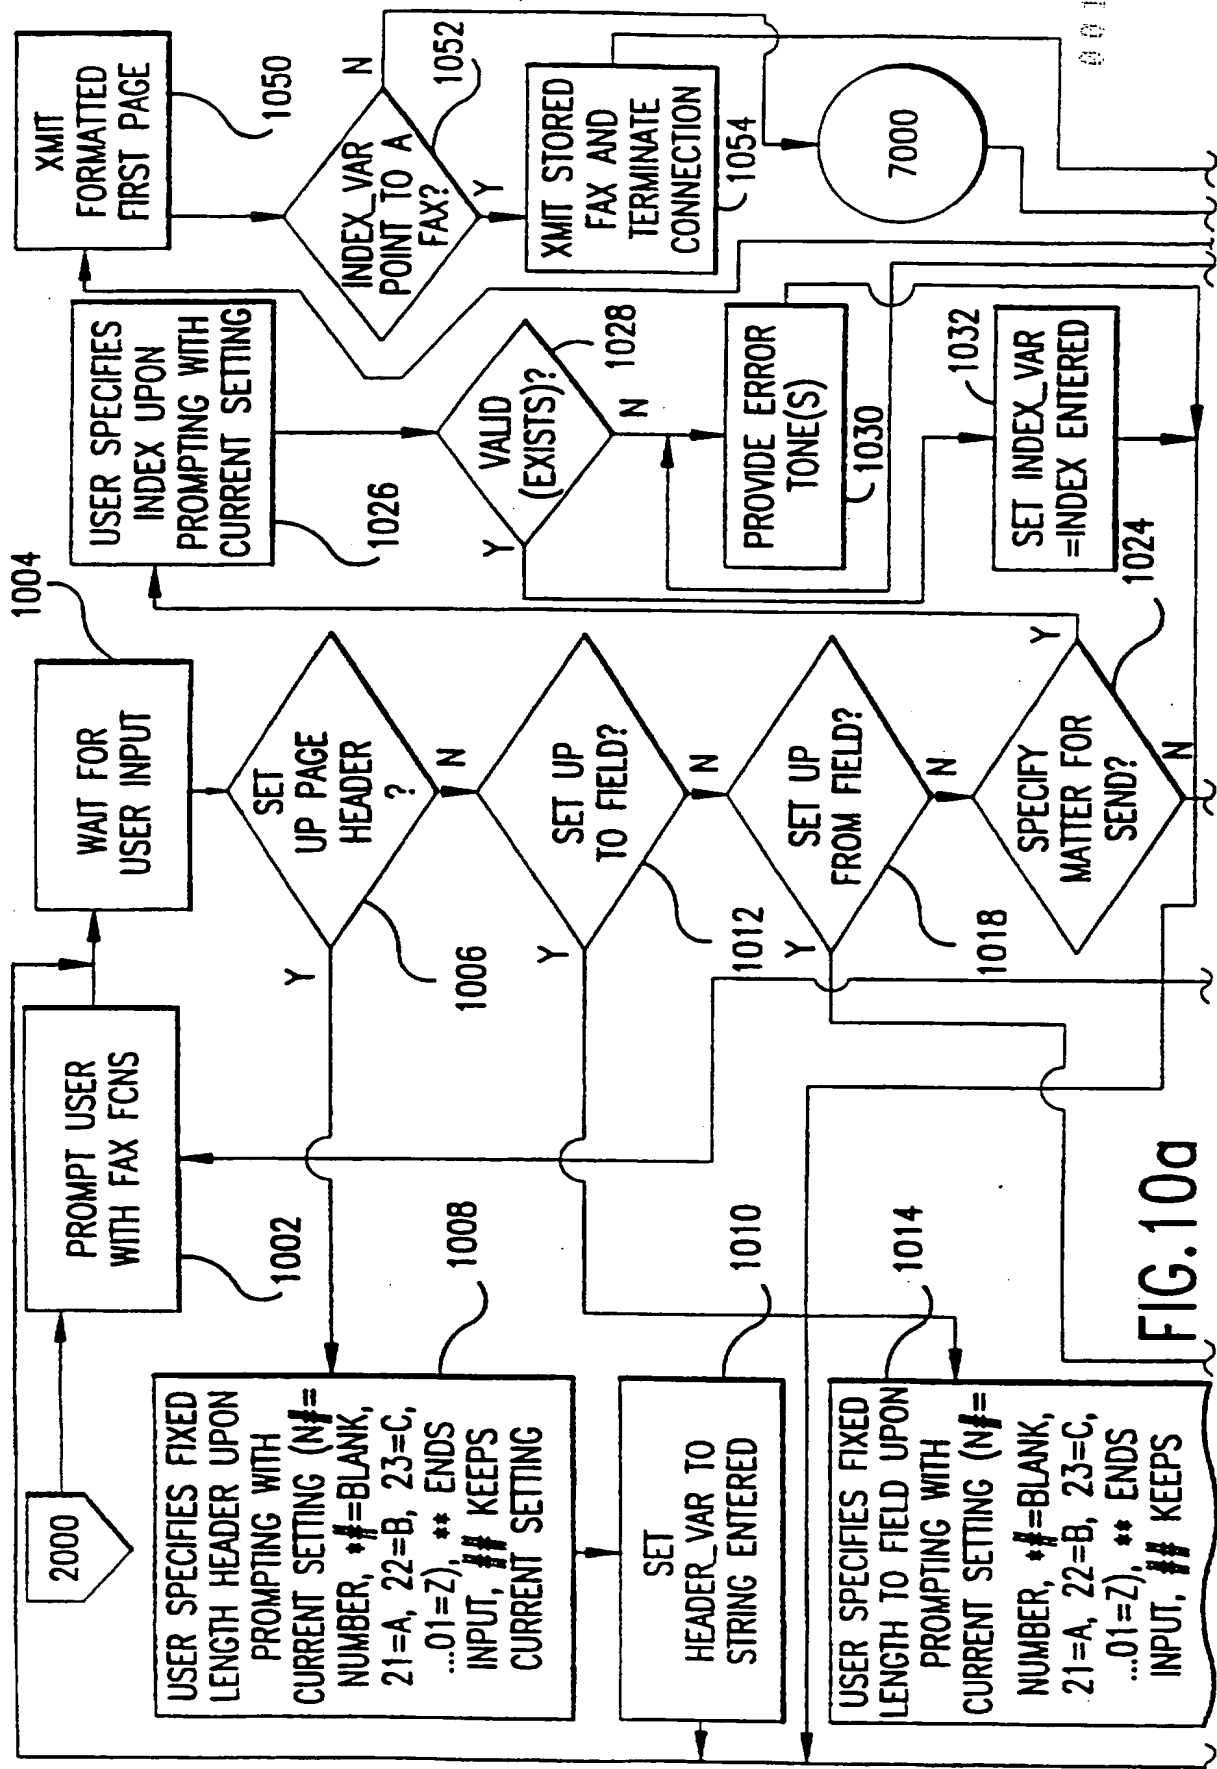 2000
PROMPT USER
WITH FAX FCNS
1002
WAIT FOR
USER INPUT
1004
SET
UP PAGE
HEADER
?
Y
N
1006
USER SPECIFIES FIXED
LENGTH HEADER UPON
PROMPTING WITH
CURRENT SETTING (N#=
NUMBER, *#=BLANK,
21=A, 22=B, 23=C,
...01=Z), ** ENDS
INPUT, ## KEEPS
CURRENT SETTING
1008
SET
HEADER_VAR TO
STRING ENTERED
1010
SET UP
TO FIELD?
Y
N
1012
USER SPECIFIES FIXED
LENGTH TO FIELD UPON
PROMPTING WITH
CURRENT SETTING (N#=
NUMBER, *#=BLANK,
21=A, 22=B, 23=C,
...01=Z), ** ENDS
INPUT, ## KEEPS
1014
SET UP
FROM FIELD?
Y
N
1018
SPECIFY
MATTER FOR
SEND?
Y
N
1024
USER SPECIFIES
INDEX UPON
PROMPTING WITH
CURRENT SETTING
1026
VALID
(EXISTS)?
Y
N
1028
PROVIDE ERROR
TONE(S)
1030
SET INDEX_VAR
=INDEX ENTERED
1032
XMIT
FORMATTED
FIRST PAGE
1050
INDEX_VAR
POINT TO A
FAX?
N
Y
1052
XMIT STORED
FAX AND
TERMINATE
CONNECTION
1054
7000
FIG.10a